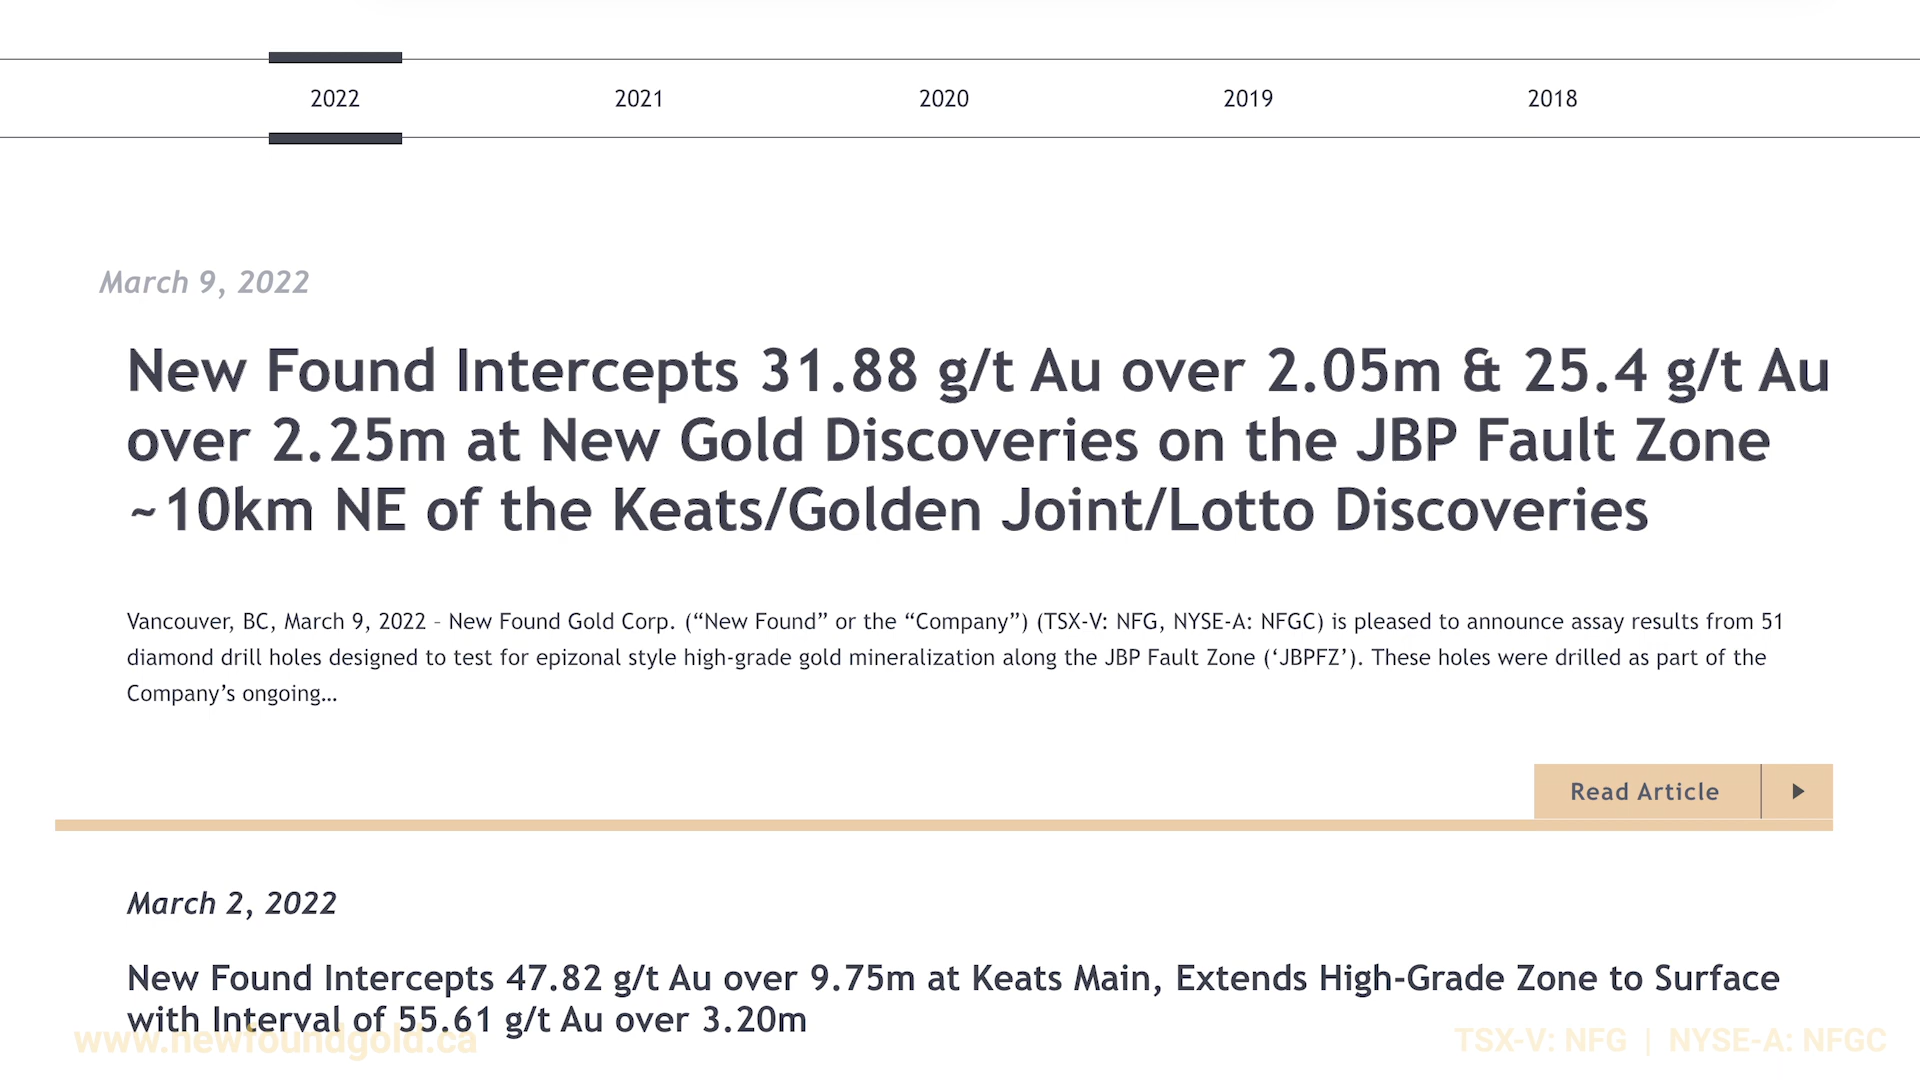 2022 2021 2020 2019 2018
March 9, 2022
New Found Intercepts 31.88 g/t Au over 2.05m & 25.4 g/t Au
over 2.25m at New Gold Discoveries on the JBP Fault Zone
~10km NE of the Keats/Golden Joint/Lotto Discoveries
Vancouver, BC, March 9, 2022 – New Found Gold Corp. (“New Found” or the “Company”) (TSX-V: NFG, NYSE-A: NFGC) is pleased to announce assay results from 51
diamond drill holes designed to test for epizonal style high-grade gold mineralization along the JBP Fault Zone (‘JBPFZ’). These holes were drilled as part of the
Company’s ongoing…
Read Article
March 2, 2022
New Found Intercepts 47.82 g/t Au over 9.75m at Keats Main, Extends High-Grade Zone to Surface
with Interval of 55.61 g/t Au over 3.20m
www.newfoundgold.ca
TSX-V: NFG | NYSE-A: NFGC